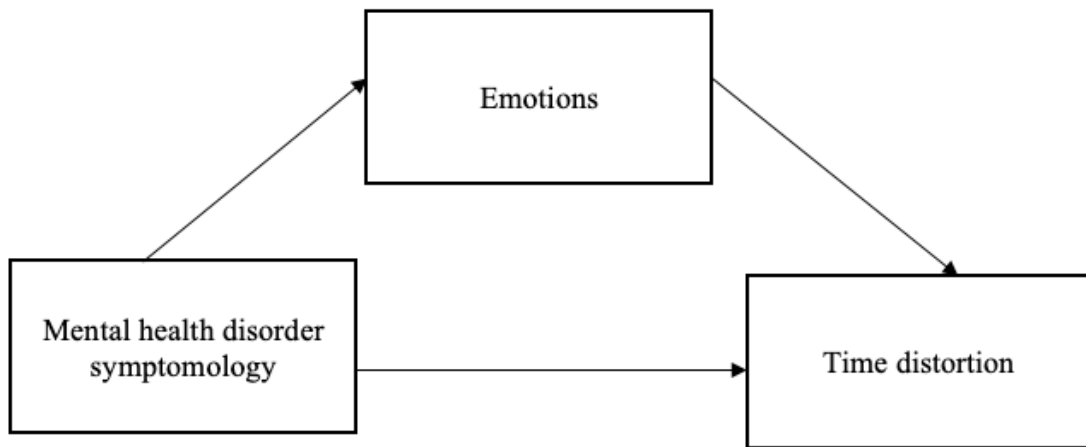 Emotions
Mental health disorder
symptomology
Time distortion